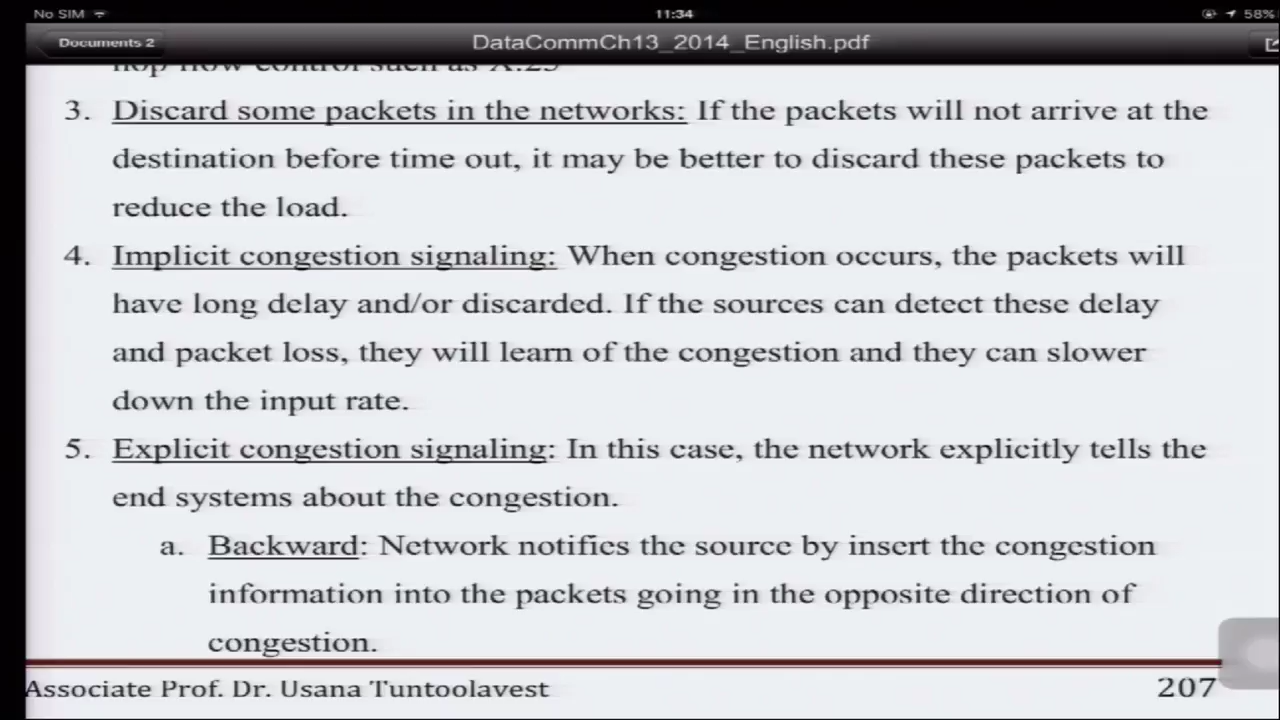 No SIM
11:34
58%
Documents 2
DataCommCh13_2014_English.pdf
hop flow control such as X.25
3. Discard some packets in the networks: If the packets will not arrive at the
destination before time out, it may be better to discard these packets to
reduce the load.
4. Implicit congestion signaling: When congestion occurs, the packets will
have long delay and/or discarded. If the sources can detect these delay
and packet loss, they will learn of the congestion and they can slower
down the input rate.
5. Explicit congestion signaling: In this case, the network explicitly tells the
end systems about the congestion.
a. Backward: Network notifies the source by insert the congestion
information into the packets going in the opposite direction of
congestion.
Associate Prof. Dr. Usana Tuntoolavest
207